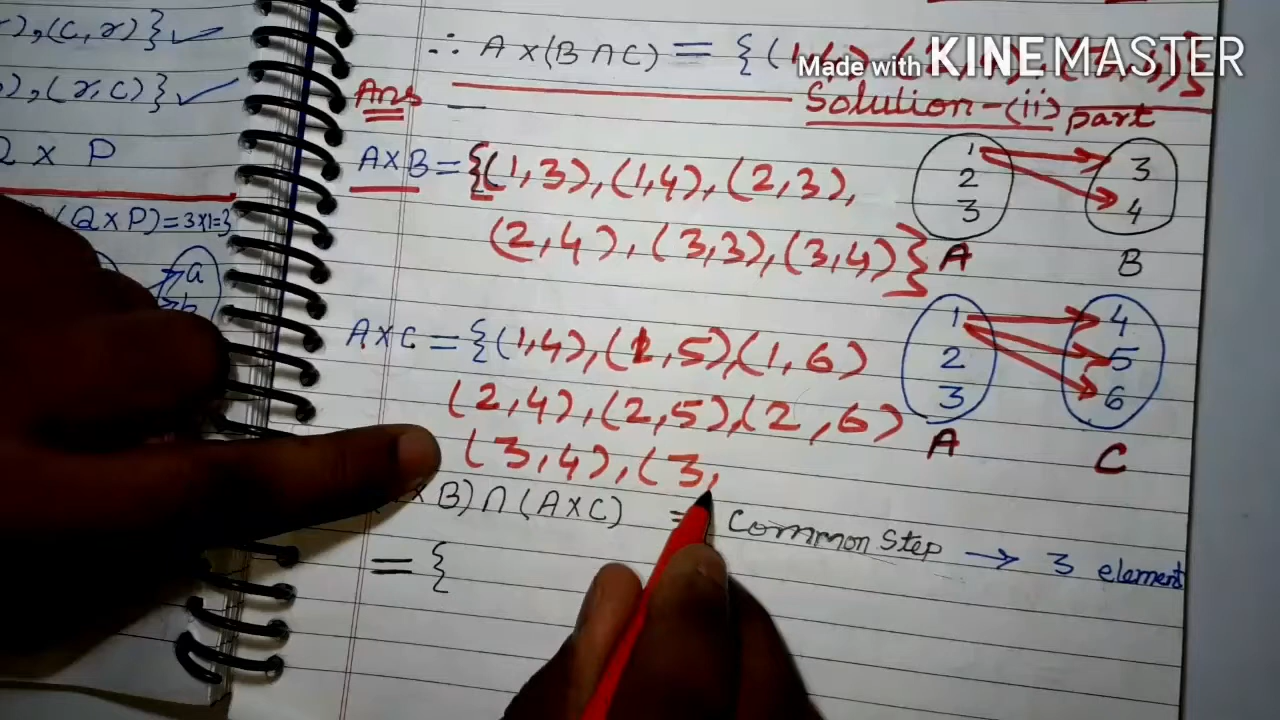 ),(C,r)}
∴ A×(B∩C) = {(1,
Made with KINEMASTER
),(r,C)}
Ans
Solution-(ii) part
Q × P
A×B = {(1,3),(1,4),(2,3),
(2,4),(3,3),(3,4)}
1
2
3
A
3
4
B
(Q×P)=3×1=3
a
b
A×C = {(1,4),(1,5),(1,6)
(2,4),(2,5),(2,6)
(3,4),(3,
1
2
3
A
4
5
6
C
×B)∩(A×C) = Common Step → 3 element
= {